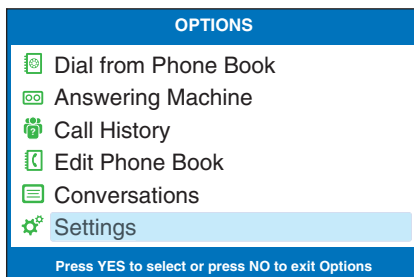 OPTIONS
Dial from Phone Book
Answering Machine
Call History
Edit Phone Book
Conversations
Settings
Press YES to select or press NO to exit Options